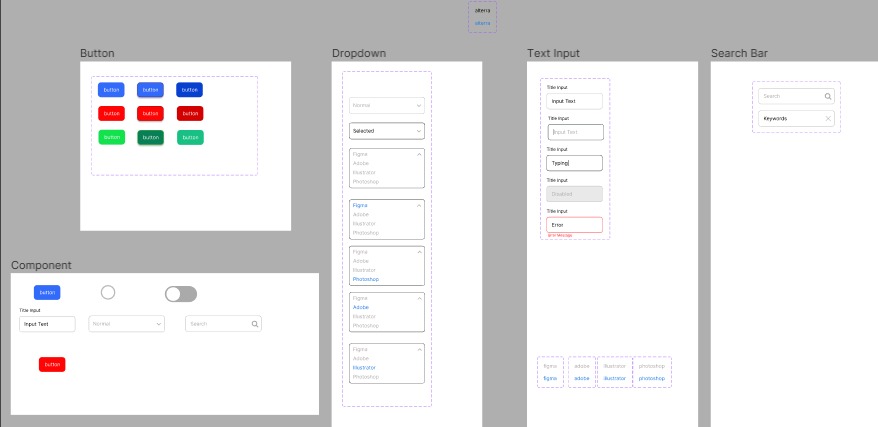 alterra
alterra
Button
button button button
button button button
button button button
Dropdown
Normal
Selected
Figma
Adobe
Illustrator
Photoshop
Figma
Adobe
Illustrator
Photoshop
Figma
Adobe
Illustrator
Photoshop
Figma
Adobe
Illustrator
Photoshop
Figma
Adobe
Illustrator
Photoshop
Text Input
Title Input
Input Text
Title Input
Input Text
Title Input
Typing
Title Input
Disabled
Title Input
Error
Error Message
figma adobe illustrator photoshop
figma adobe illustrator photoshop
Search Bar
Search
Keywords
Component
button
Title Input
Input Text Normal Search
button